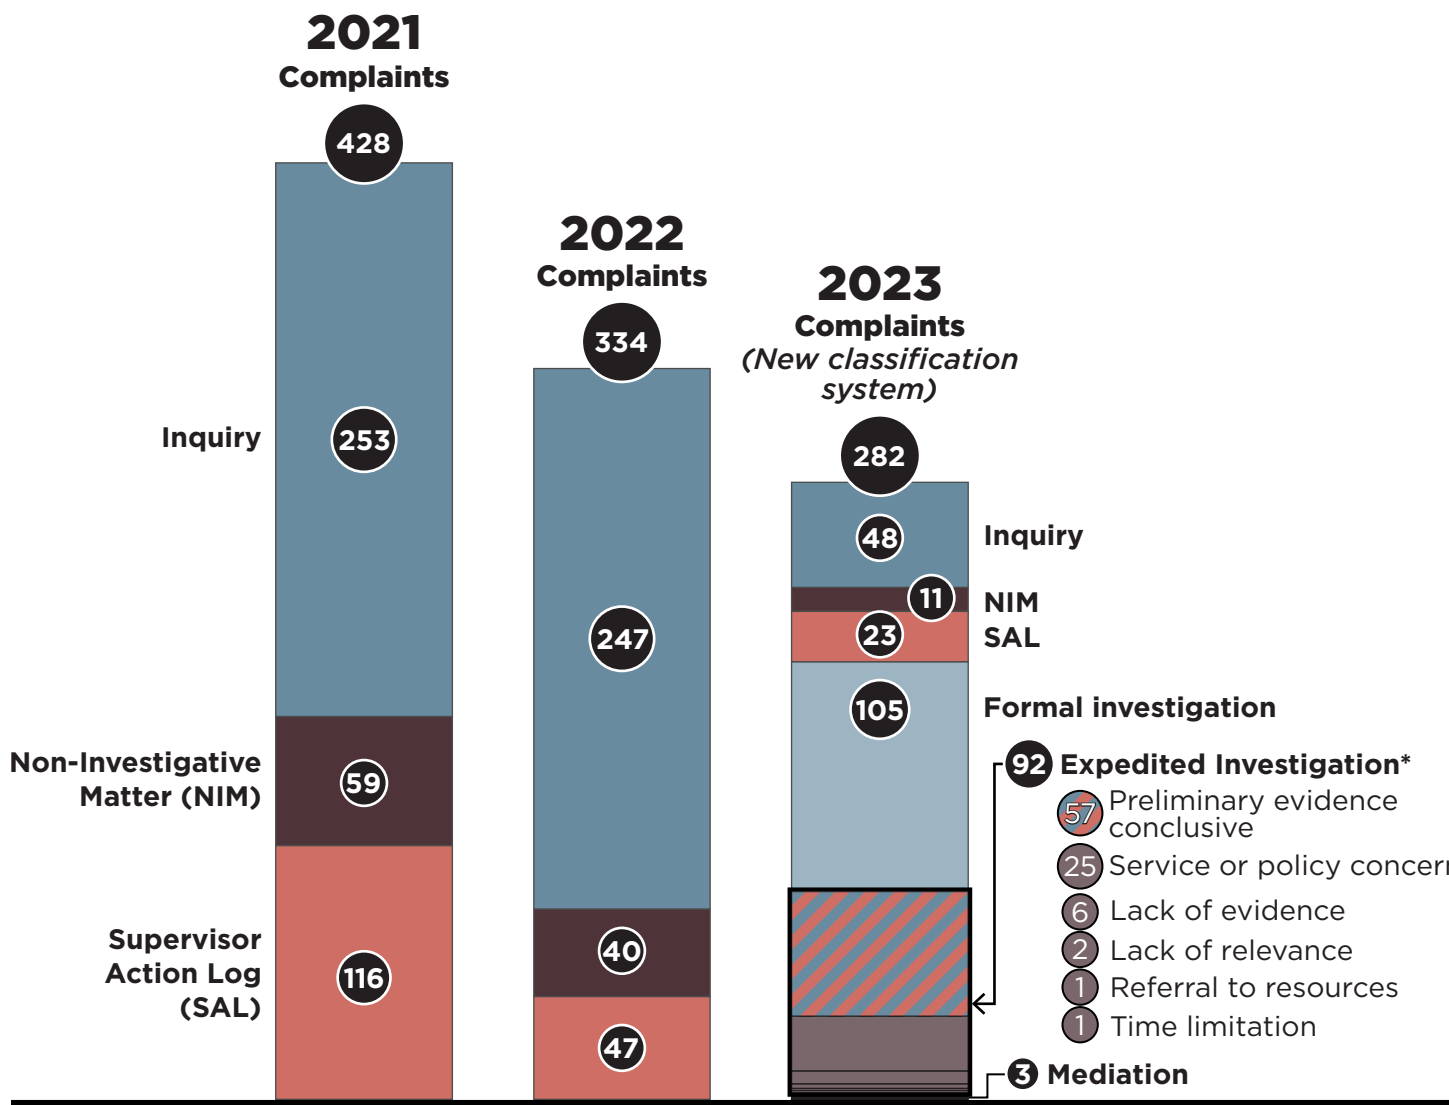 2021
Complaints
428
253
59
116
Inquiry
Non-Investigative
Matter (NIM)
Supervisor
Action Log
(SAL)
2022
Complaints
334
247
40
47
2023
Complaints
(New classification
system)
282
48
Inquiry
11
NIM
23
SAL
105
Formal investigation
92 Expedited Investigation*
57 Preliminary evidence
conclusive
25 Service or policy concern
6 Lack of evidence
2 Lack of relevance
1 Referral to resources
1 Time limitation
3 Mediation